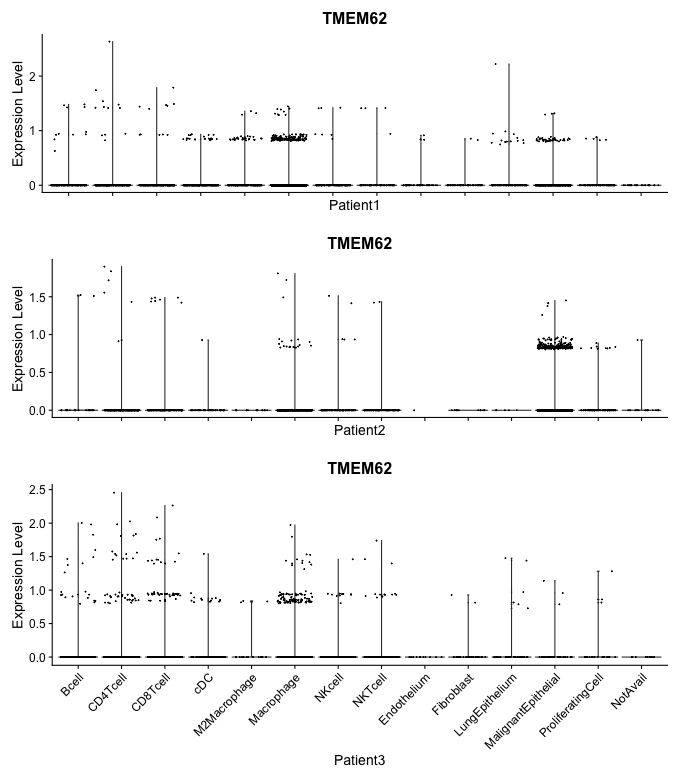 TMEM62
Expression Level
2
1
0
Patient1
TMEM62
Expression Level
1.5
1.0
0.5
0.0
Patient2
TMEM62
Expression Level
2.5
2.0
1.5
1.0
0.5
0.0
Bcell
CD4Tcell
CD8Tcell
cDC
M2Macrophage
Macrophage
NKcell
NKTcell
Endothelium
Fibroblast
LungEpithelium
MalignantEpithelial
ProliferatingCell
NotAvail
Patient3